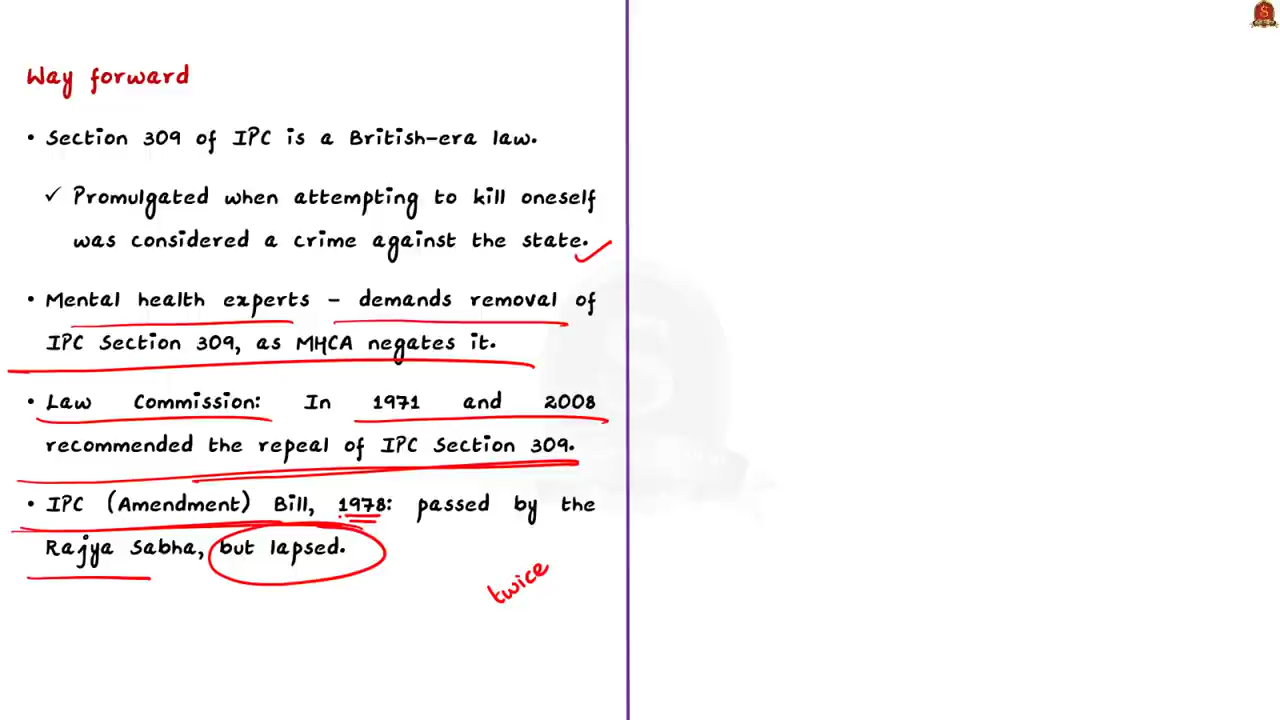 Way forward
• Section 309 of IPC is a British-era law.
✓ Promulgated when attempting to kill oneself
was considered a crime against the state.
• Mental health experts – demands removal of
IPC Section 309, as MHCA negates it.
• Law Commission: In 1971 and 2008
recommended the repeal of IPC Section 309.
• IPC (Amendment) Bill, 1978: passed by the
Rajya Sabha, but lapsed.
twice